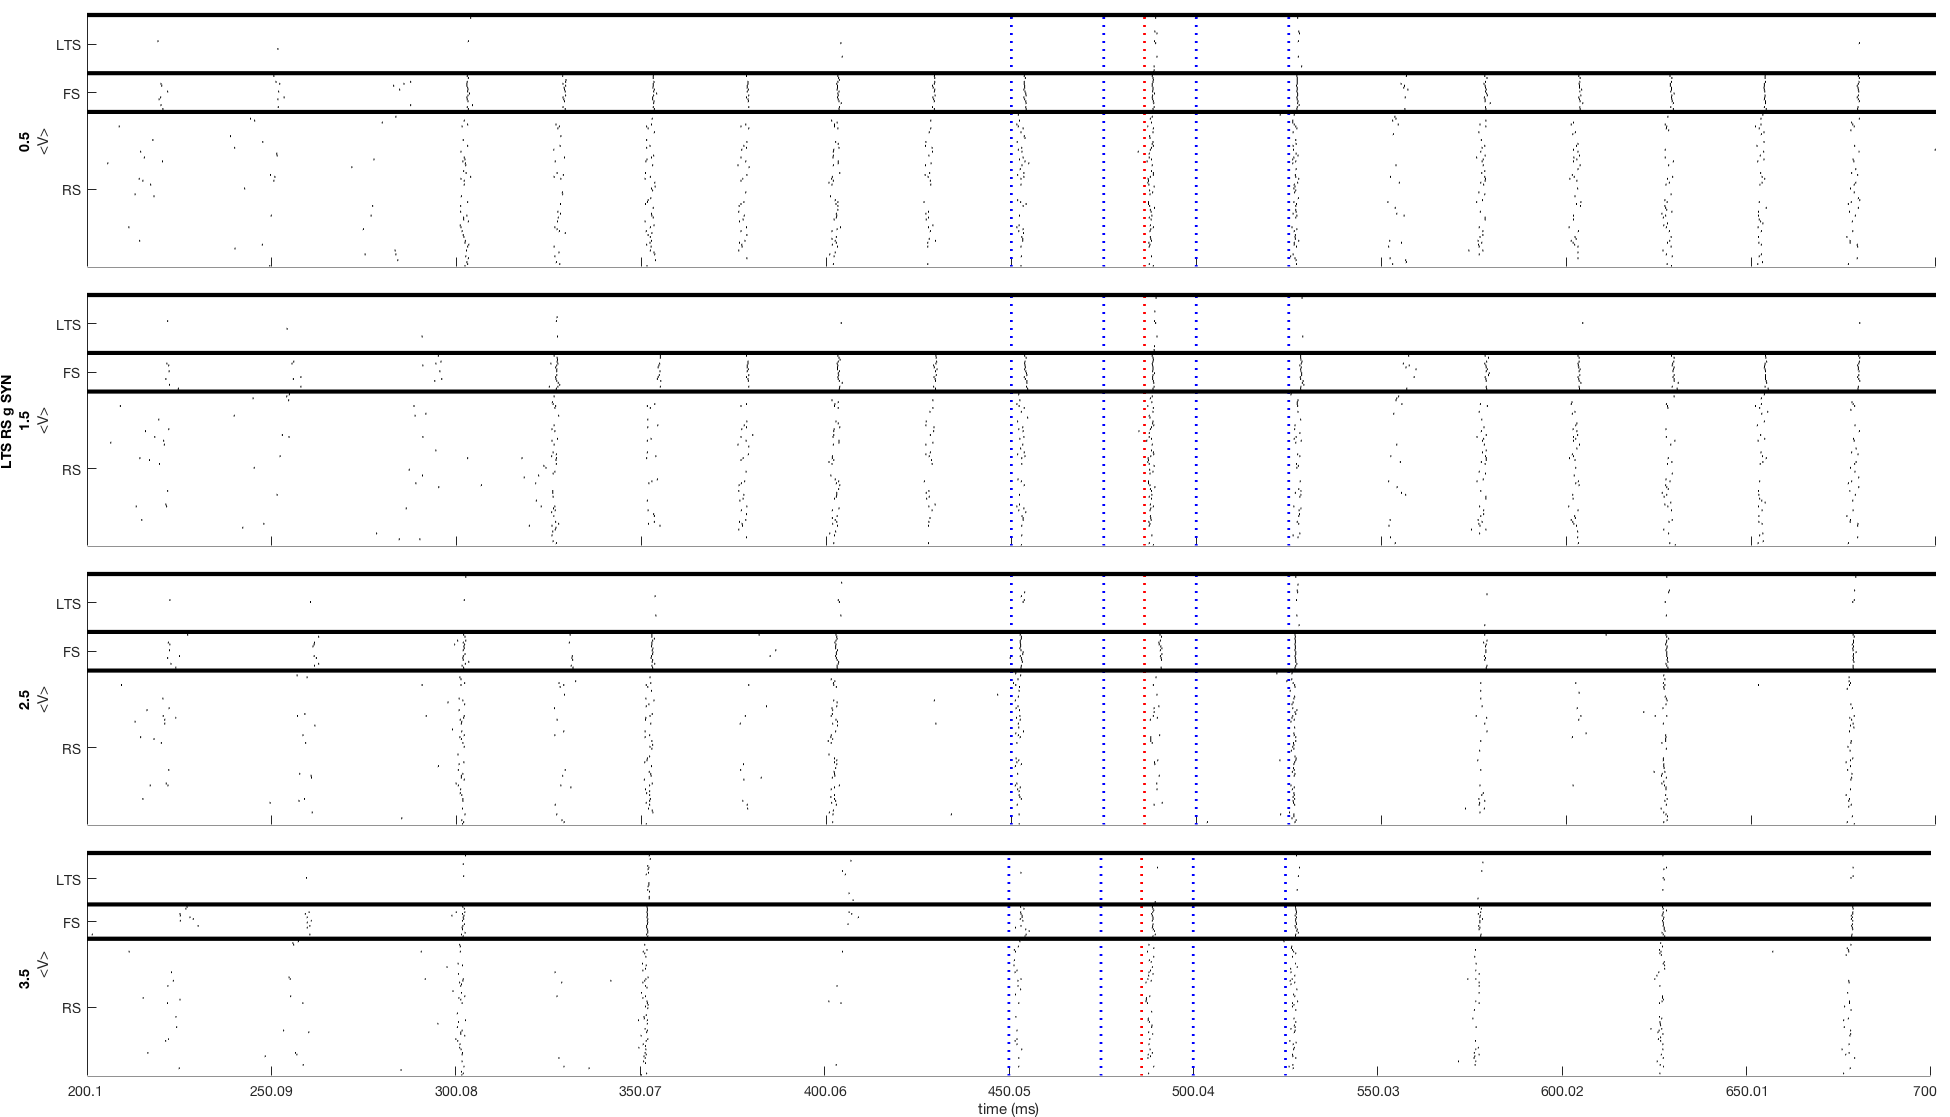 LTS
FS
RS
0.5
<V>
LTS
FS
RS
LTS RS g SYN
1.5
<V>
LTS
FS
RS
2.5
<V>
LTS
FS
RS
3.5
<V>
200.1 250.09 300.08 350.07 400.06 450.05 500.04 550.03 600.02 650.01 700
time (ms)